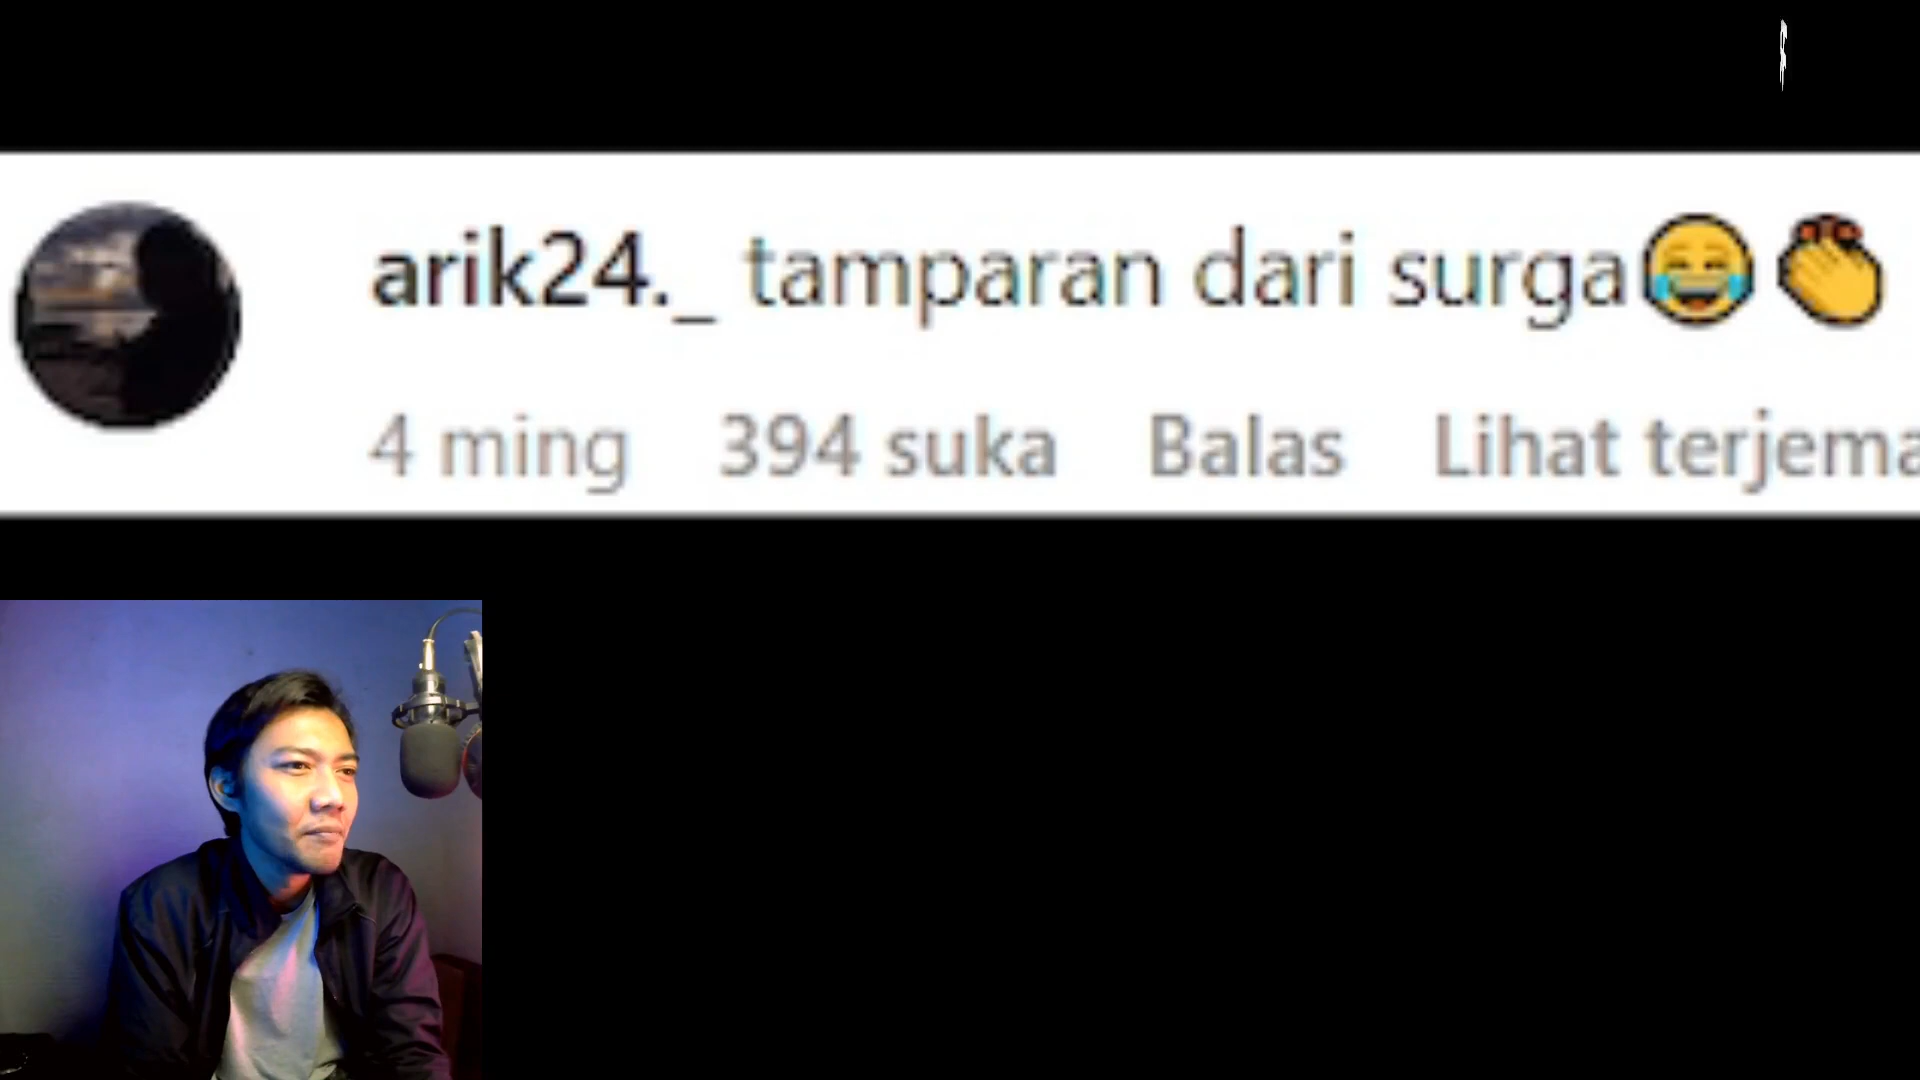 arik24._ tamparan dari surga😂👏
4 ming 394 suka Balas Lihat terjema